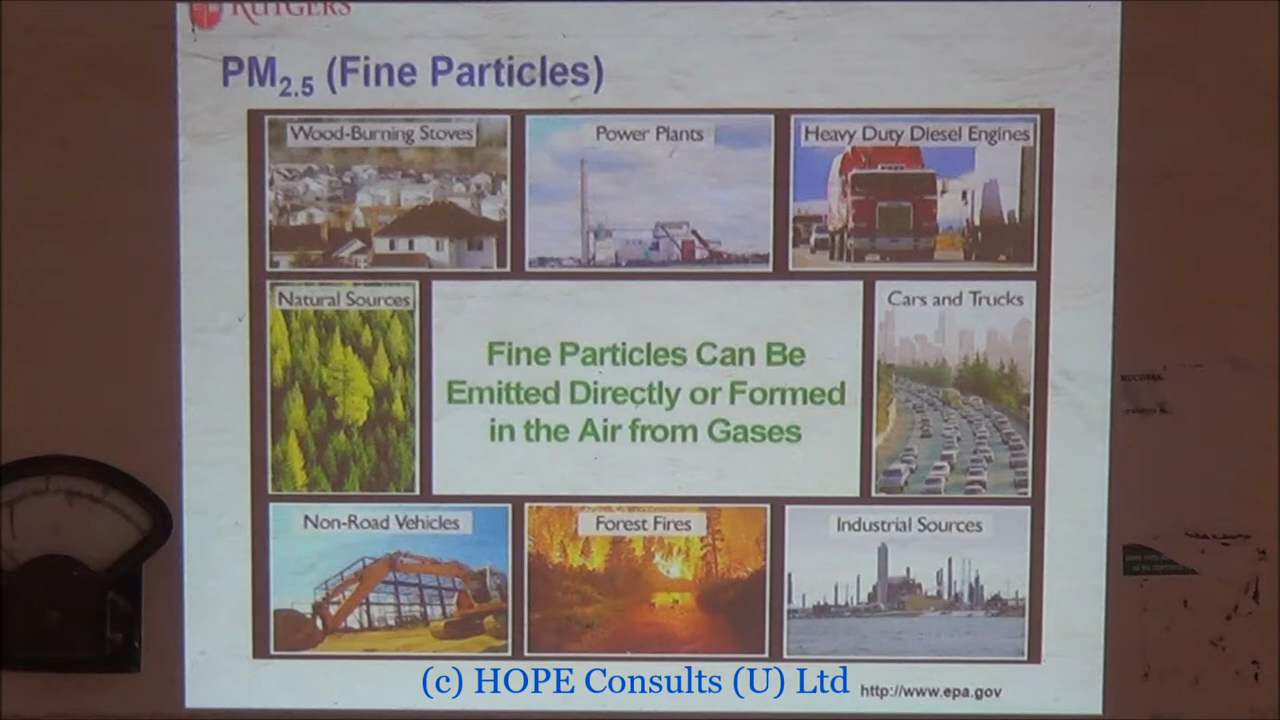 RUTGERS
PM2.5 (Fine Particles)
Wood-Burning Stoves
Power Plants
Heavy Duty Diesel Engines
Natural Sources
Fine Particles Can Be
Emitted Directly or Formed
in the Air from Gases
Cars and Trucks
Non-Road Vehicles
Forest Fires
Industrial Sources
(c) HOPE Consults (U) Ltd
http://www.epa.gov